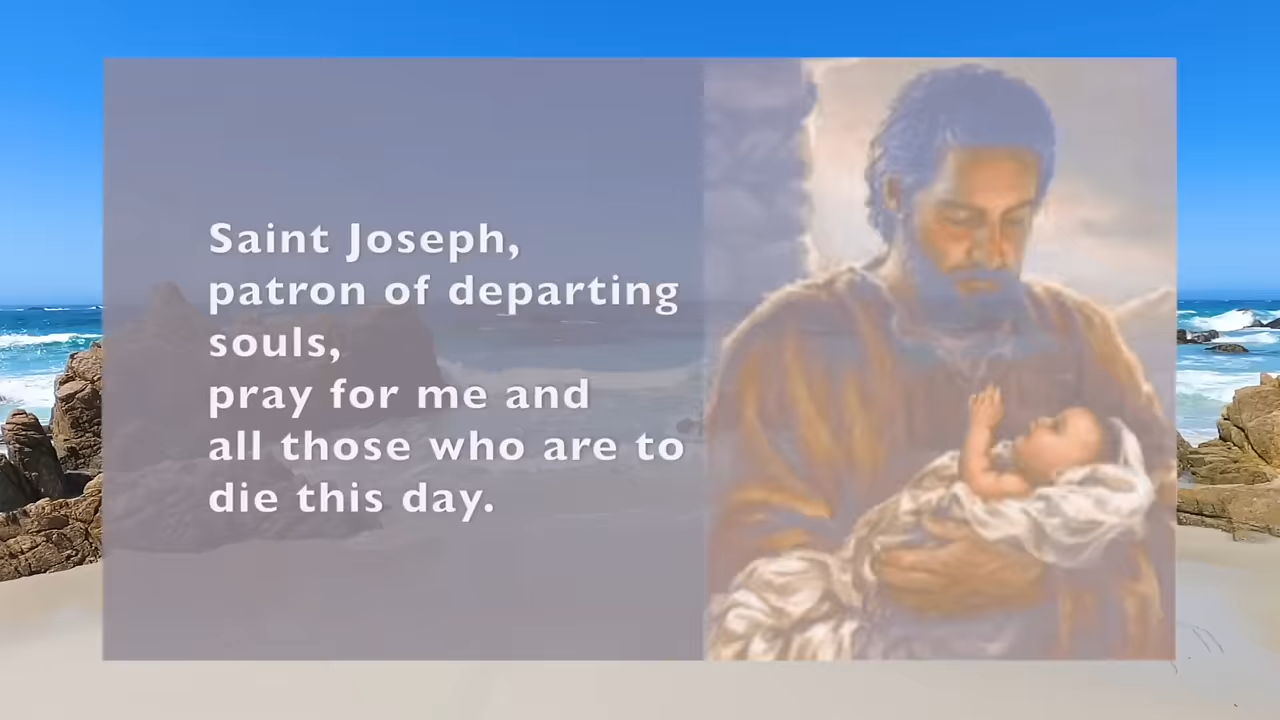 Saint Joseph,
patron of departing
souls,
pray for me and
all those who are to
die this day.